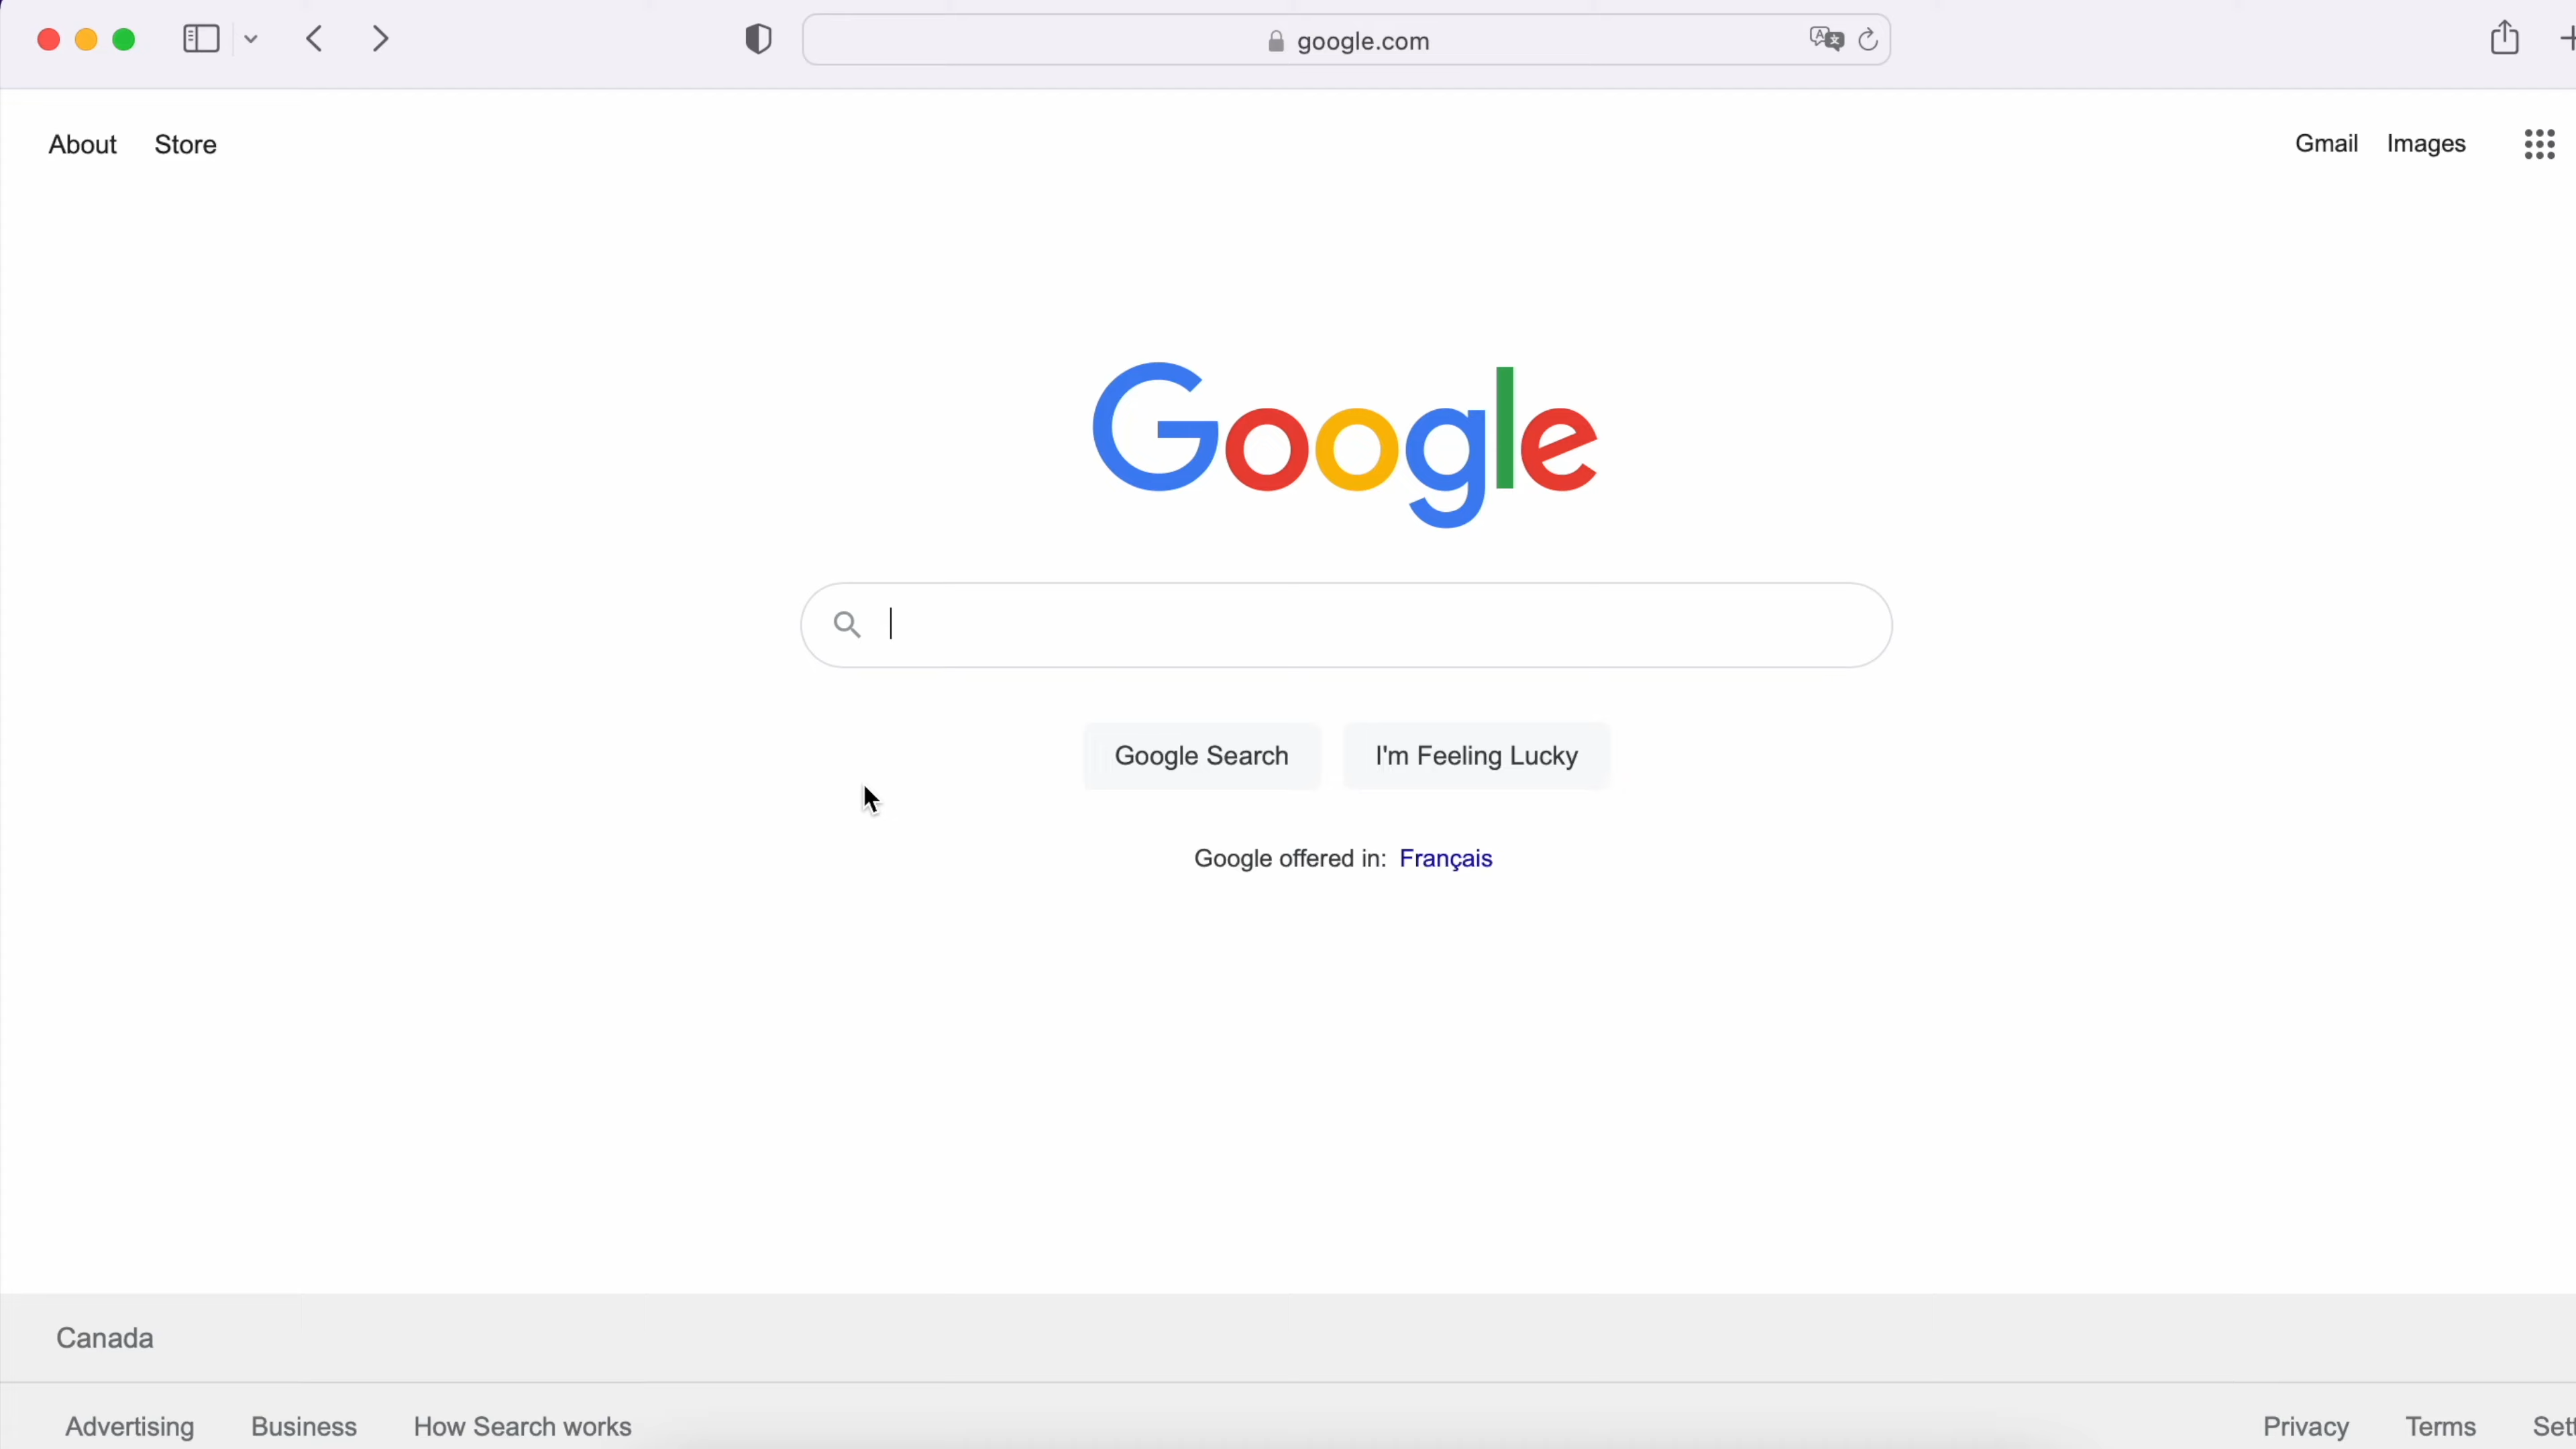 google.com
About Store
Gmail Images
Google
Google Search I'm Feeling Lucky
Google offered in: Français
Canada
Advertising Business How Search works
Privacy Terms